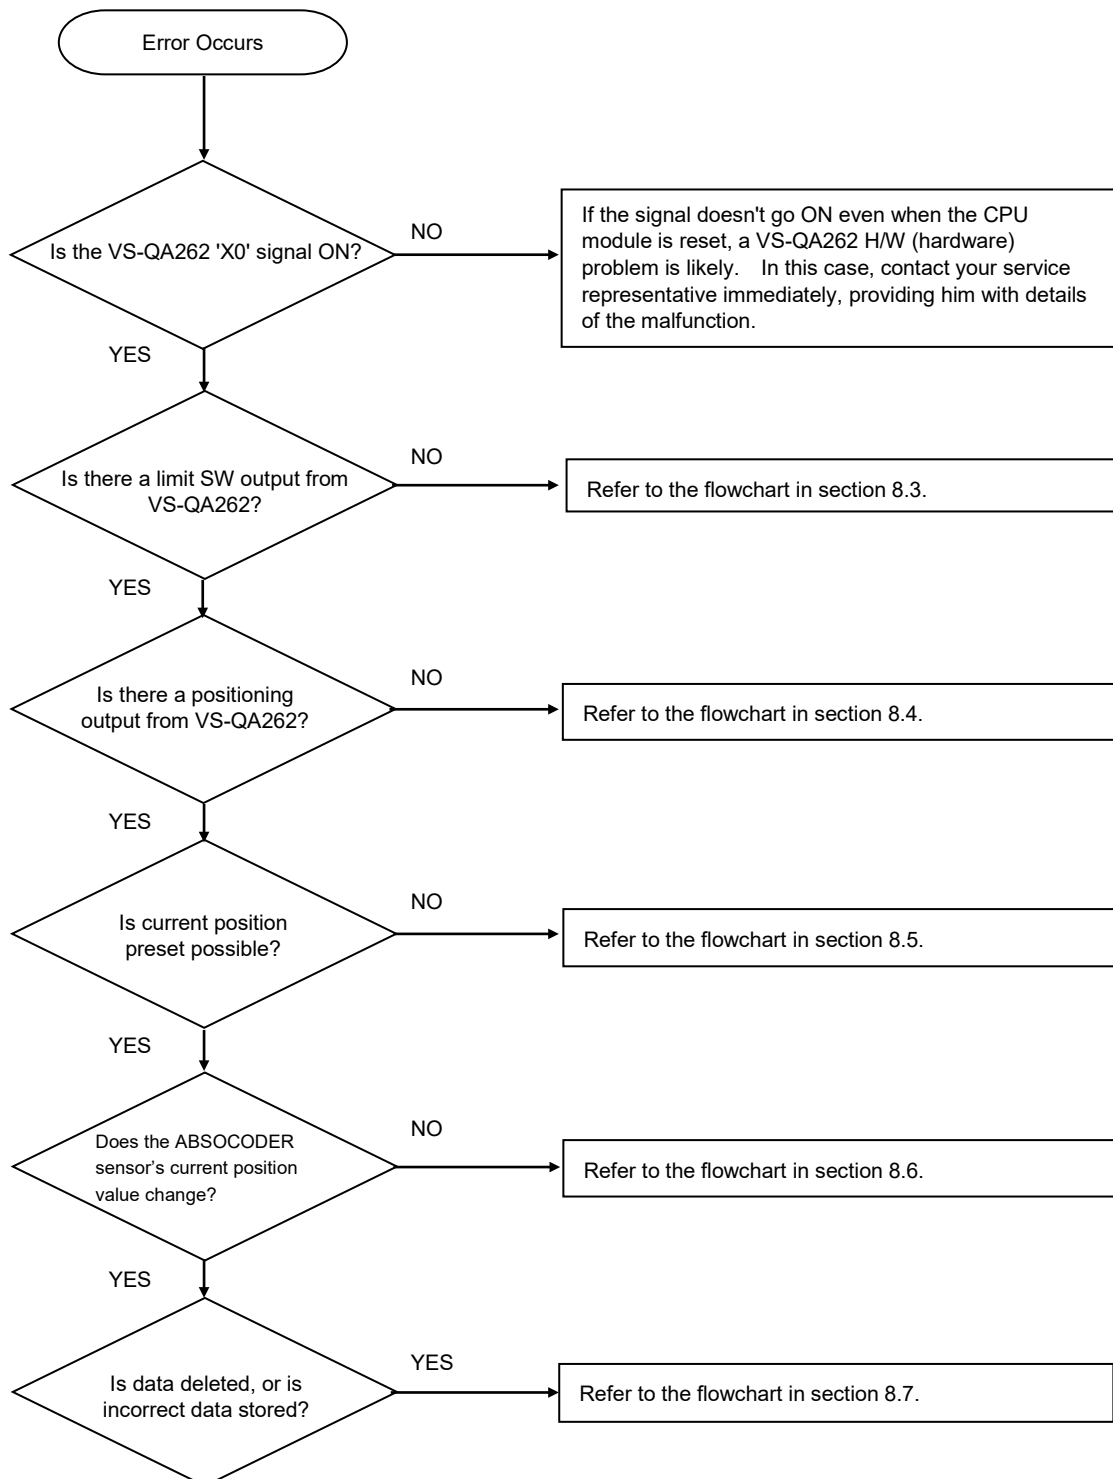 Error Occurs
Is the VS-QA262 'X0' signal ON?
NO
If the signal doesn't go ON even when the CPU
module is reset, a VS-QA262 H/W (hardware)
problem is likely. In this case, contact your service
representative immediately, providing him with details
of the malfunction.
YES
Is there a limit SW output from
VS-QA262?
NO
Refer to the flowchart in section 8.3.
YES
Is there a positioning
output from VS-QA262?
NO
Refer to the flowchart in section 8.4.
YES
Is current position
preset possible?
NO
Refer to the flowchart in section 8.5.
YES
Does the ABSOCODER
sensor’s current position
value change?
NO
Refer to the flowchart in section 8.6.
YES
Is data deleted, or is
incorrect data stored?
YES
Refer to the flowchart in section 8.7.